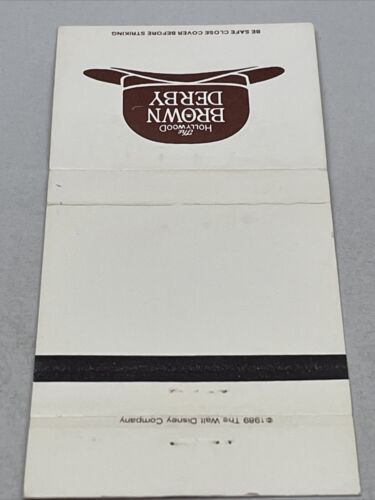 ©1989 The Walt Disney Company
The
HOLLYWOOD
BROWN
DERBY
BE SAFE CLOSE COVER BEFORE STRIKING